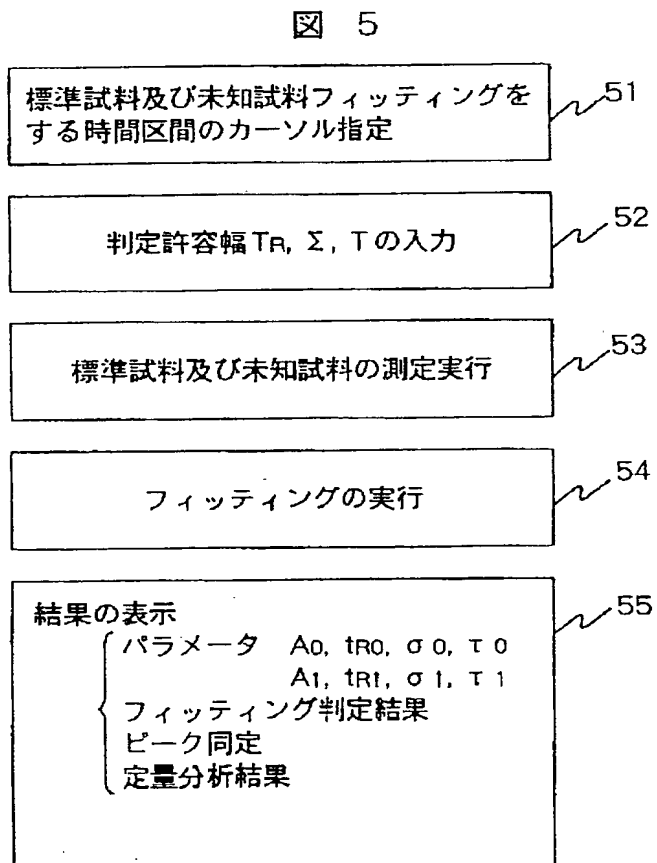 図 5
標準試料及び未知試料フィッティングを
する時間区間のカーソル指定
51
判定許容幅TR, Σ, Tの入力
52
標準試料及び未知試料の測定実行
53
フィッティングの実行
54
結果の表示
55
パラメータ A0, tR0, σ0, τ0
A1, tR1, σ1, τ1
フィッティング判定結果
ピーク同定
定量分析結果